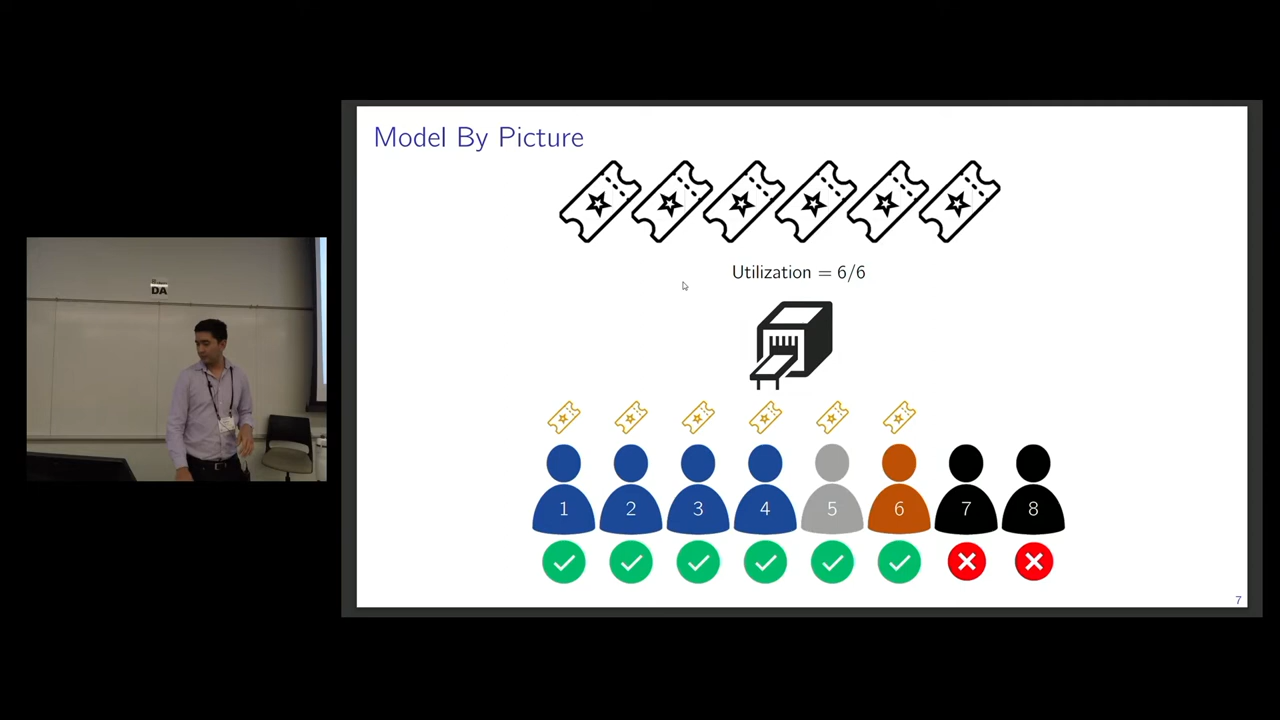 Model By Picture
Utilization = 6/6
1 2 3 4 5 6 7 8
7
DA